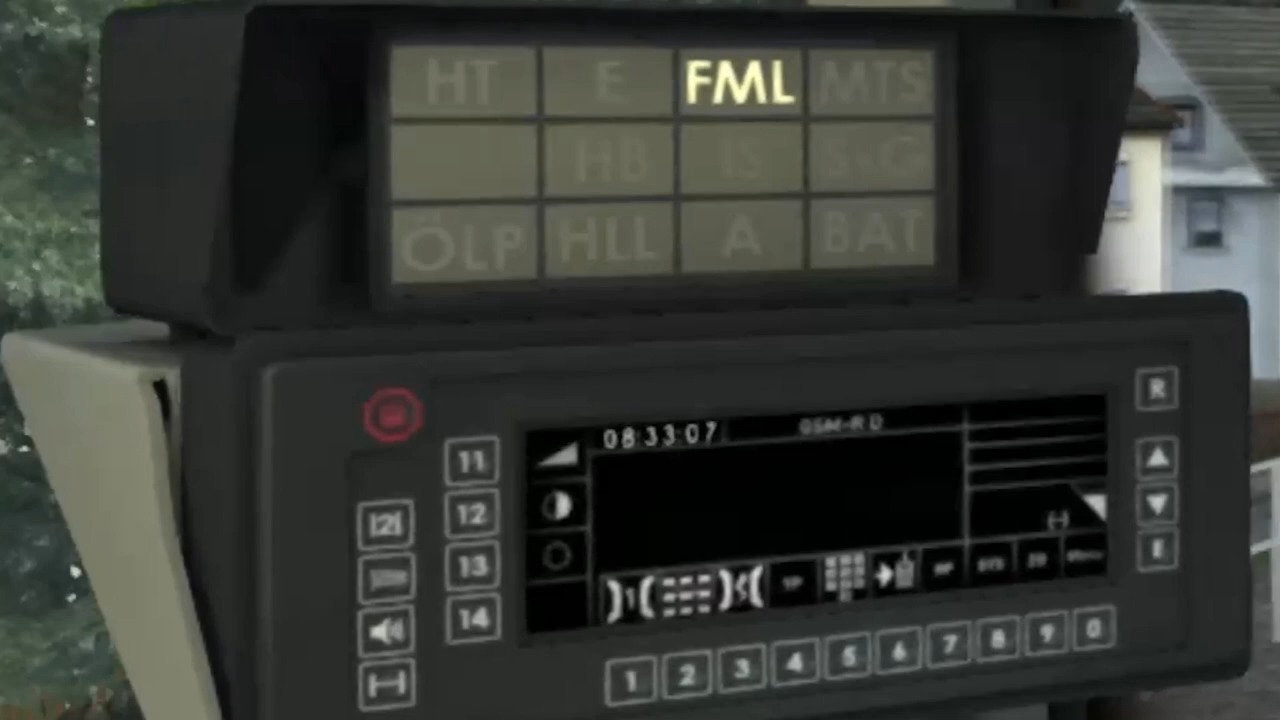 HT E FML MTS
HB IS S+G
ÖLP HLL A BAT
08:33:07 GSM-R D
R
11
12
13
14
E
1 2 3 4 5 6 7 8 9 0